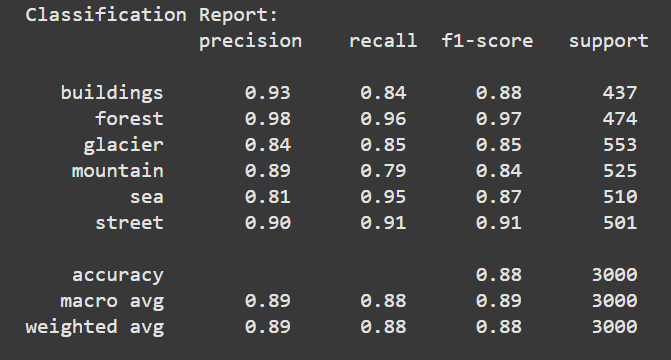 Classification Report:
precision recall f1-score support
buildings 0.93 0.84 0.88 437
forest 0.98 0.96 0.97 474
glacier 0.84 0.85 0.85 553
mountain 0.89 0.79 0.84 525
sea 0.81 0.95 0.87 510
street 0.90 0.91 0.91 501
accuracy 0.88 3000
macro avg 0.89 0.88 0.89 3000
weighted avg 0.89 0.88 0.88 3000